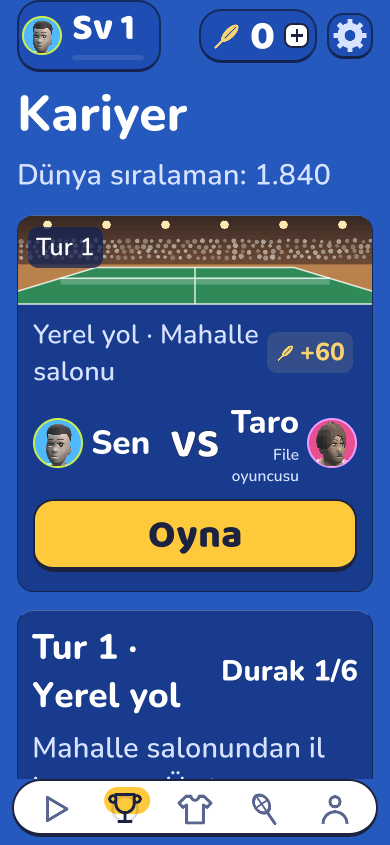 Sv 1
0
Kariyer
Dünya sıralaman: 1.840
Tur 1
Yerel yol · Mahalle
salonu
+60
Sen
VS
Taro
File
oyuncusu
Oyna
Tur 1 ·
Yerel yol
Durak 1/6
Mahalle salonundan il